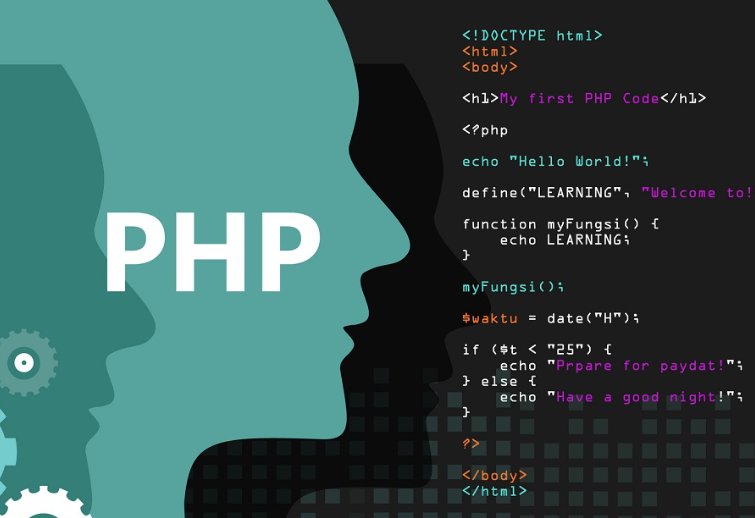 PHP
<!DOCTYPE html>
<html>
<body>
<h1>My first PHP Code</h1>
<?php
echo "Hello World!";
define("LEARNING", "Welcome to!
function myFungsi() {
echo LEARNING;
}
myFungsi();
$waktu = date("H");
if ($t < "25") {
echo "Prpare for paydat!";
} else {
echo "Have a good night!";
}
?>
</body>
</html>